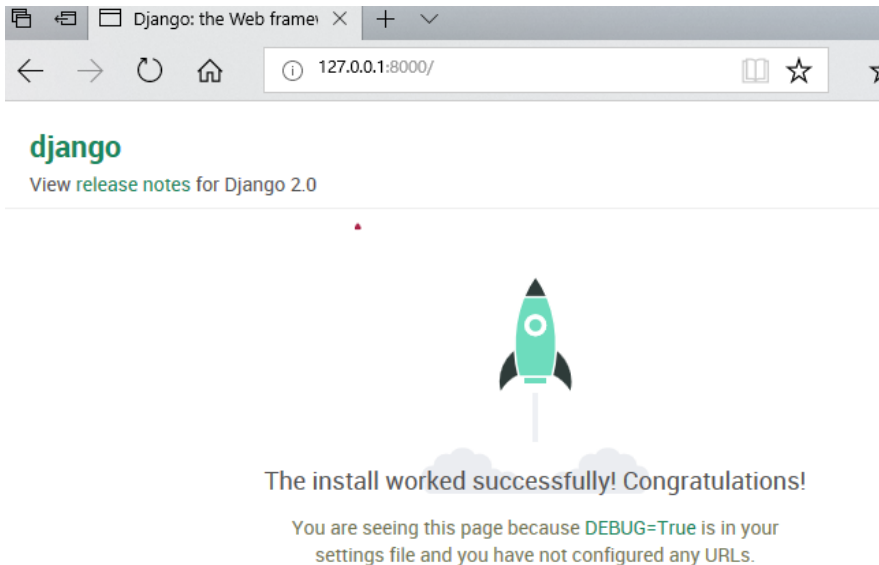 Django: the Web framev
127.0.0.1:8000/
django
View release notes for Django 2.0
The install worked successfully! Congratulations!
You are seeing this page because DEBUG=True is in your
settings file and you have not configured any URLs.